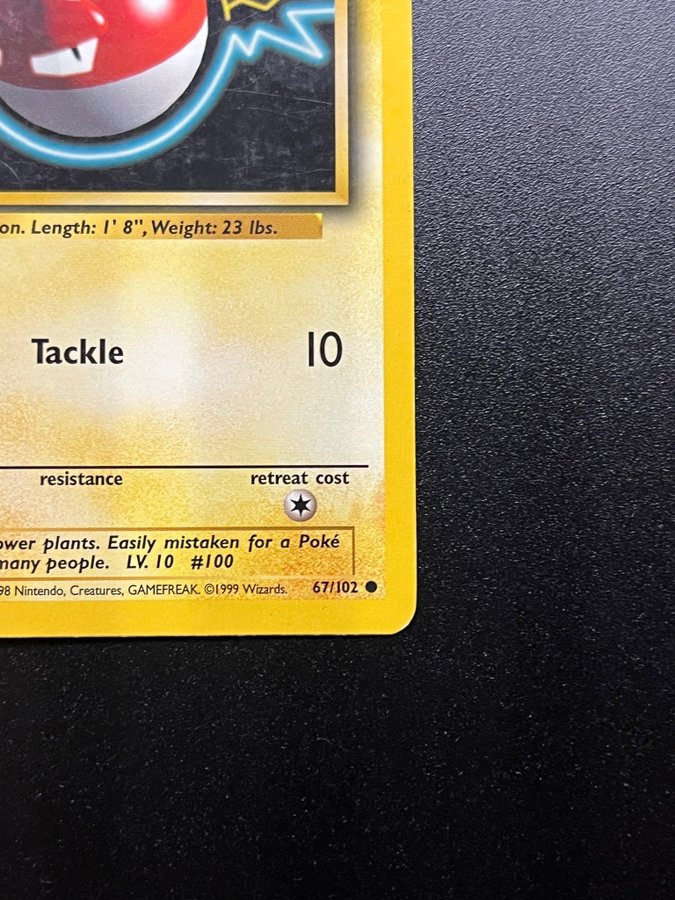 on. Length: 1' 8", Weight: 23 lbs.
Tackle 10
resistance retreat cost
ower plants. Easily mistaken for a Poké
many people. LV. 10 #100
98 Nintendo, Creatures, GAMEFREAK. ©1999 Wizards. 67/102